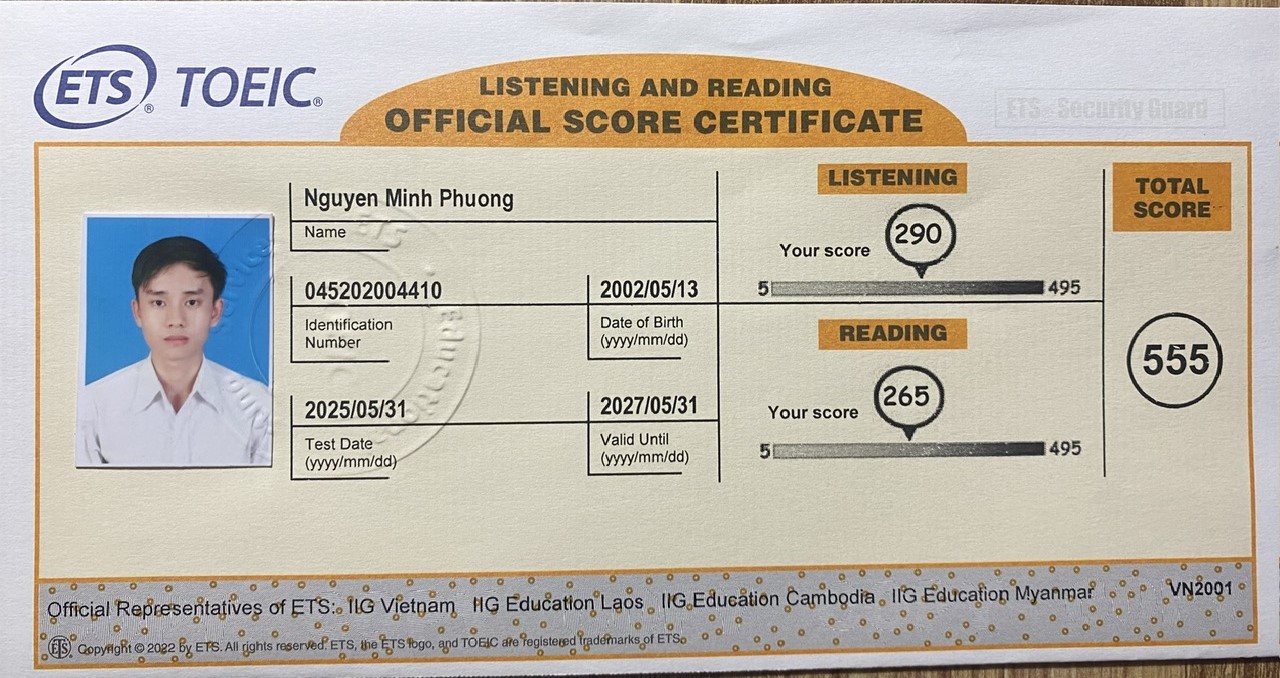 ETS® TOEIC®
LISTENING AND READING
OFFICIAL SCORE CERTIFICATE
ETS - Security Guard
Nguyen Minh Phuong
Name
045202004410
Identification
Number
2002/05/13
Date of Birth
(yyyy/mm/dd)
2025/05/31
Test Date
(yyyy/mm/dd)
2027/05/31
Valid Until
(yyyy/mm/dd)
LISTENING
Your score 290
5 495
READING
Your score 265
5 495
TOTAL
SCORE
555
ETS
Official Representatives of ETS: IIG Vietnam IIG Education Laos IIG Education Cambodia IIG Education Myanmar
VN2001
ETS® Copyright © 2022 by ETS. All rights reserved. ETS, the ETS logo, and TOEIC are registered trademarks of ETS.